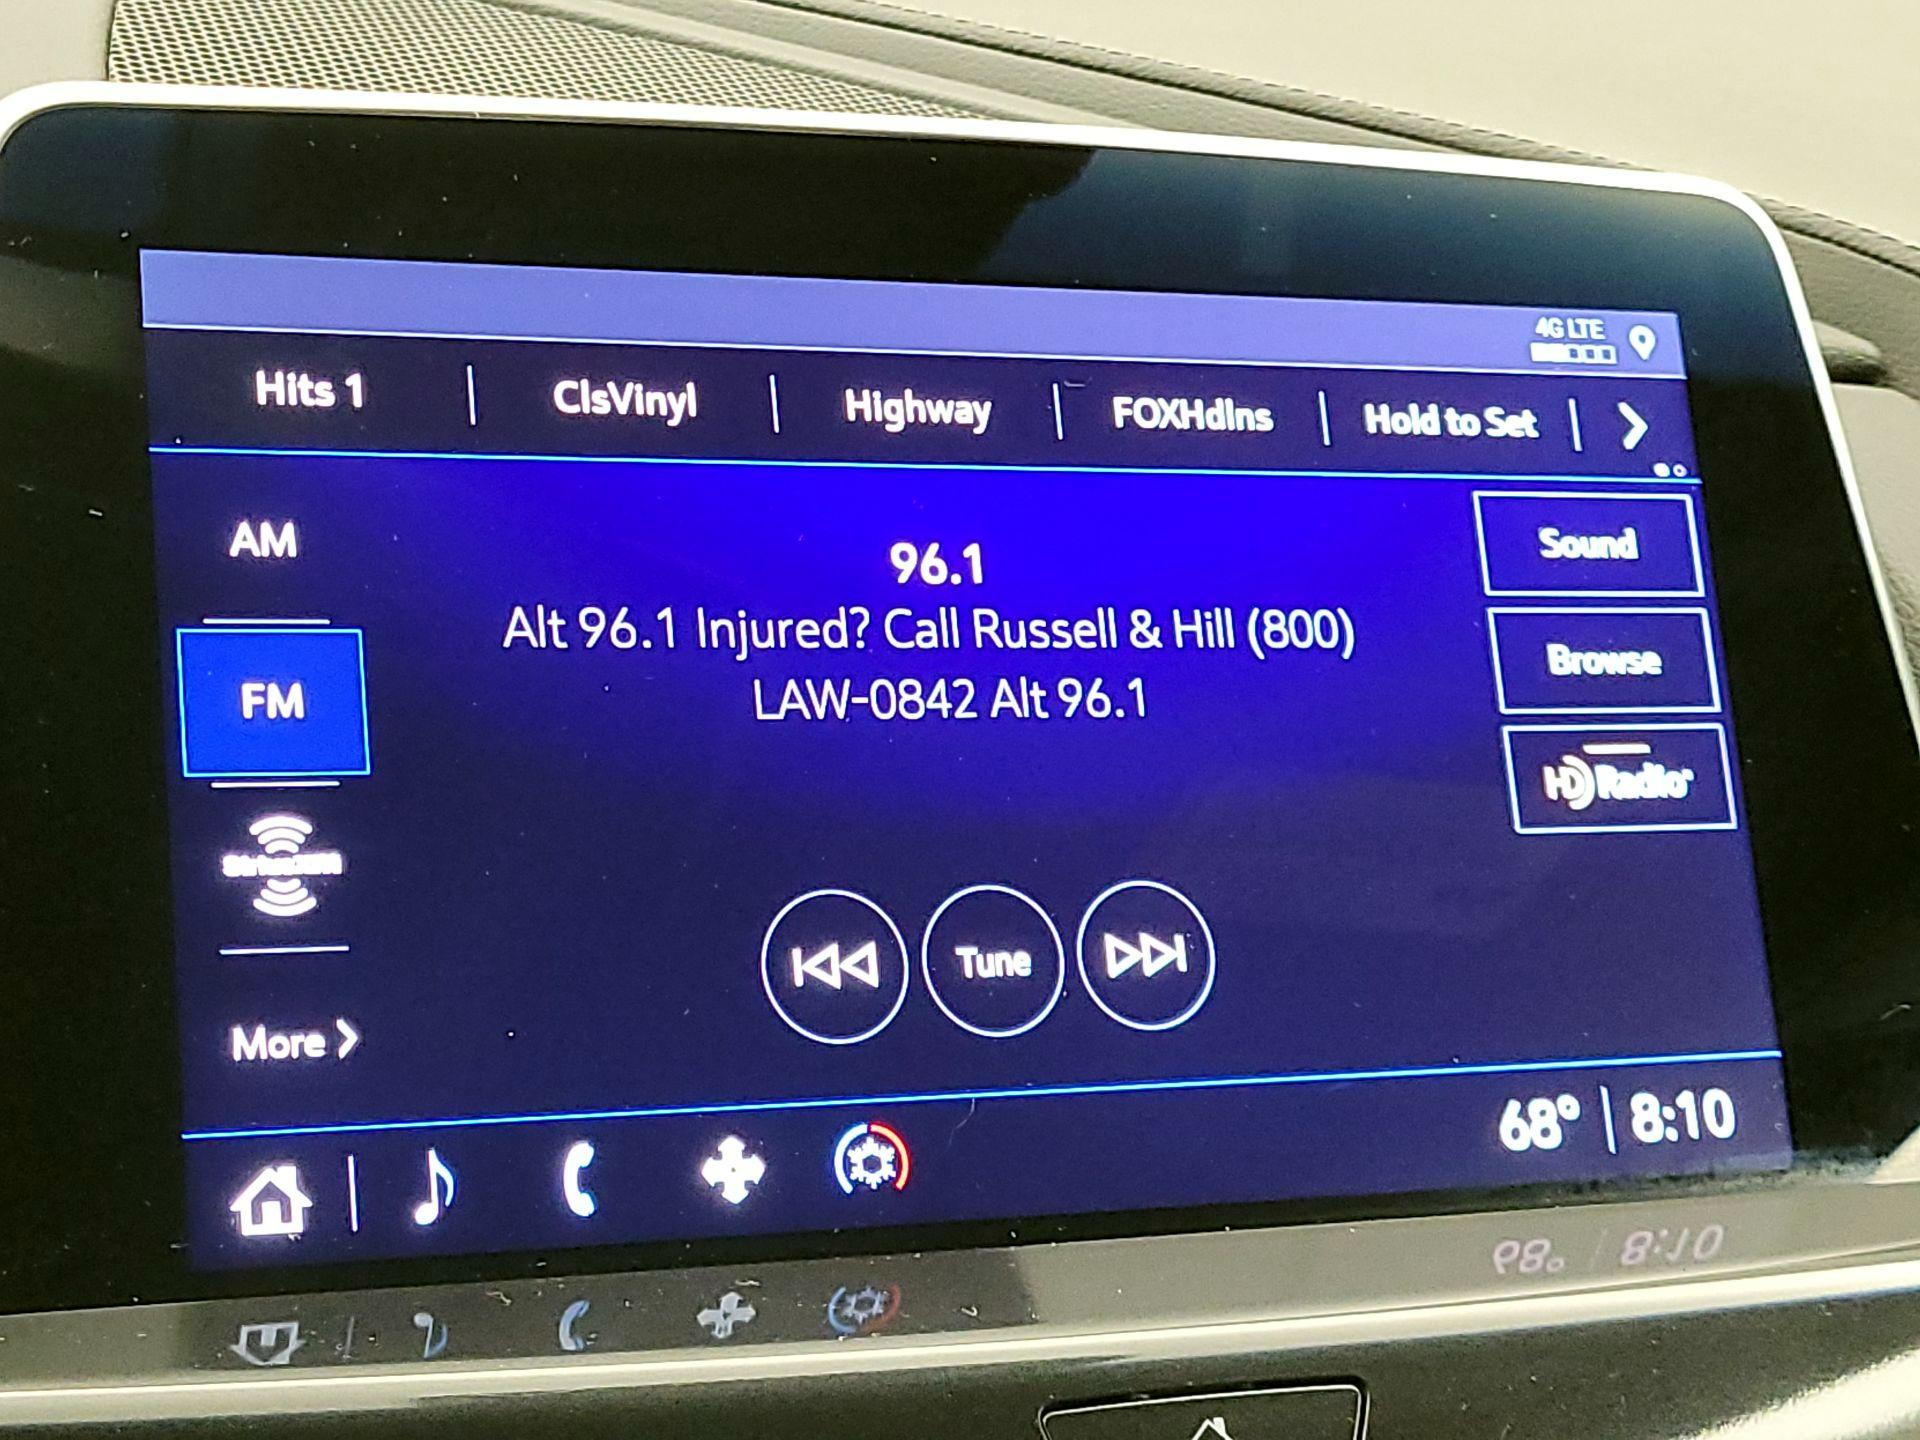 4G LTE
Hits 1 | ClsVinyl | Highway | FOXHdlns | Hold to Set |
AM
FM
SiriusXM
More
96.1
Alt 96.1 Injured? Call Russell & Hill (800)
LAW-0842 Alt 96.1
Tune
Sound
Browse
HD Radio
68° | 8:10